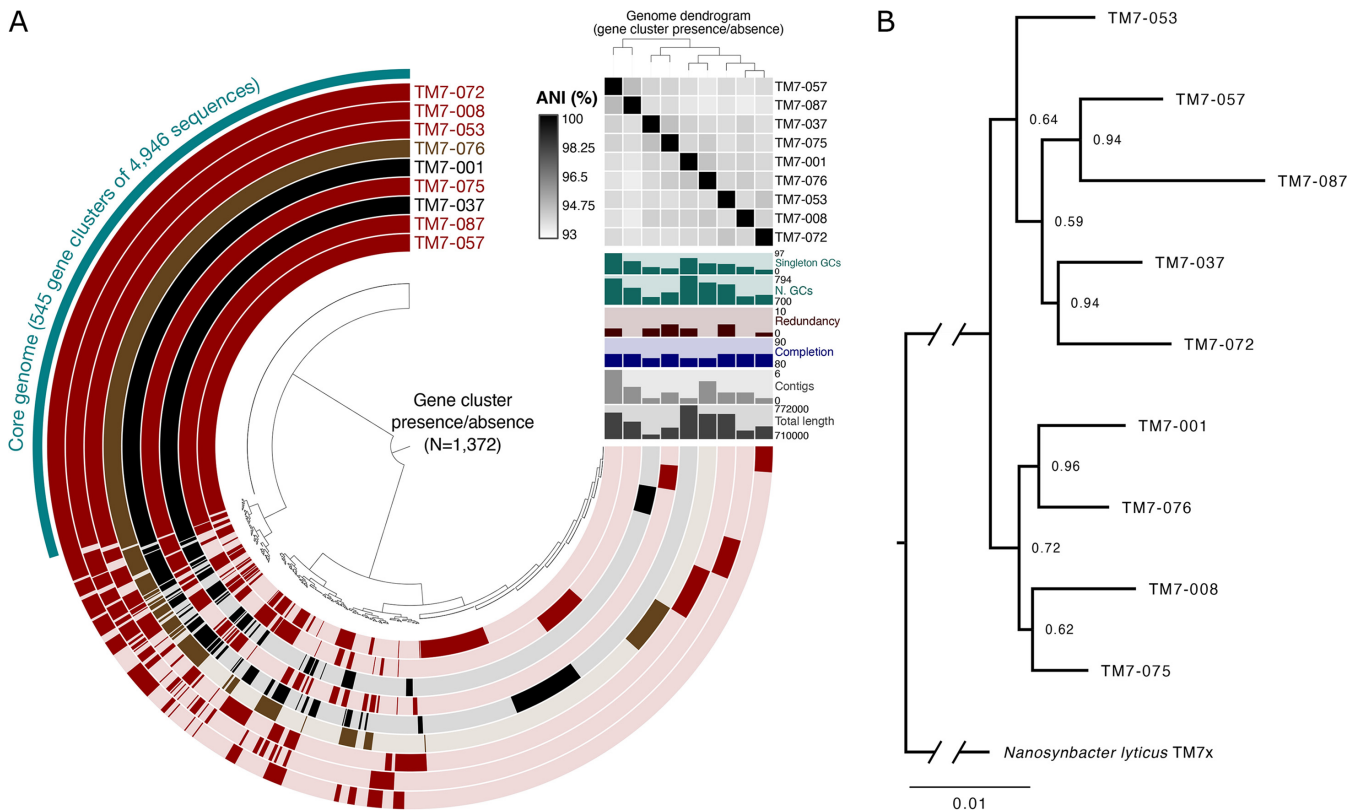 A
Core genome (545 gene clusters of 4,946 sequences)
TM7-072
TM7-008
TM7-053
TM7-076
TM7-001
TM7-075
TM7-037
TM7-087
TM7-057
Gene cluster
presence/absence
(N=1,372)
Genome dendrogram
(gene cluster presence/absence)
ANI (%)
100
98.25
96.5
94.75
93
TM7-057
TM7-087
TM7-037
TM7-075
TM7-001
TM7-076
TM7-053
TM7-008
TM7-072
97
Singleton GCs
0
794
N. GCs
700
10
Redundancy
0
90
Completion
80
6
Contigs
0
772000
Total length
710000
B
TM7-053
0.64
TM7-057
0.94
TM7-087
0.59
TM7-037
0.94
TM7-072
TM7-001
0.96
TM7-076
0.72
TM7-008
0.62
TM7-075
Nanosynbacter lyticus TM7x
0.01